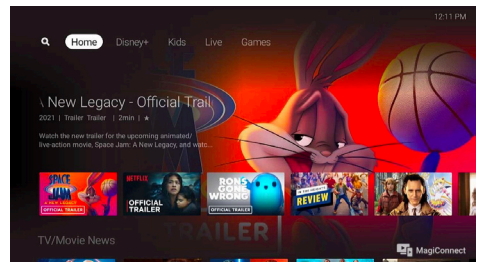 12:11 PM
Home Disney+ Kids Live Games
\ New Legacy - Official Trail
2021 | Trailer Trailer | 2min | ★
Watch the new trailer for the upcoming animated/
live-action movie, Space Jam: A New Legacy, and watc...
SPACE JAM
A NEW LEGACY
OFFICIAL TRAILER
NETFLIX
OFFICIAL
TRAILER
RON'S
GONE
WRONG
OFFICIAL TRAILER
REVIEW
TRAILER
TV/Movie News
MagiConnect